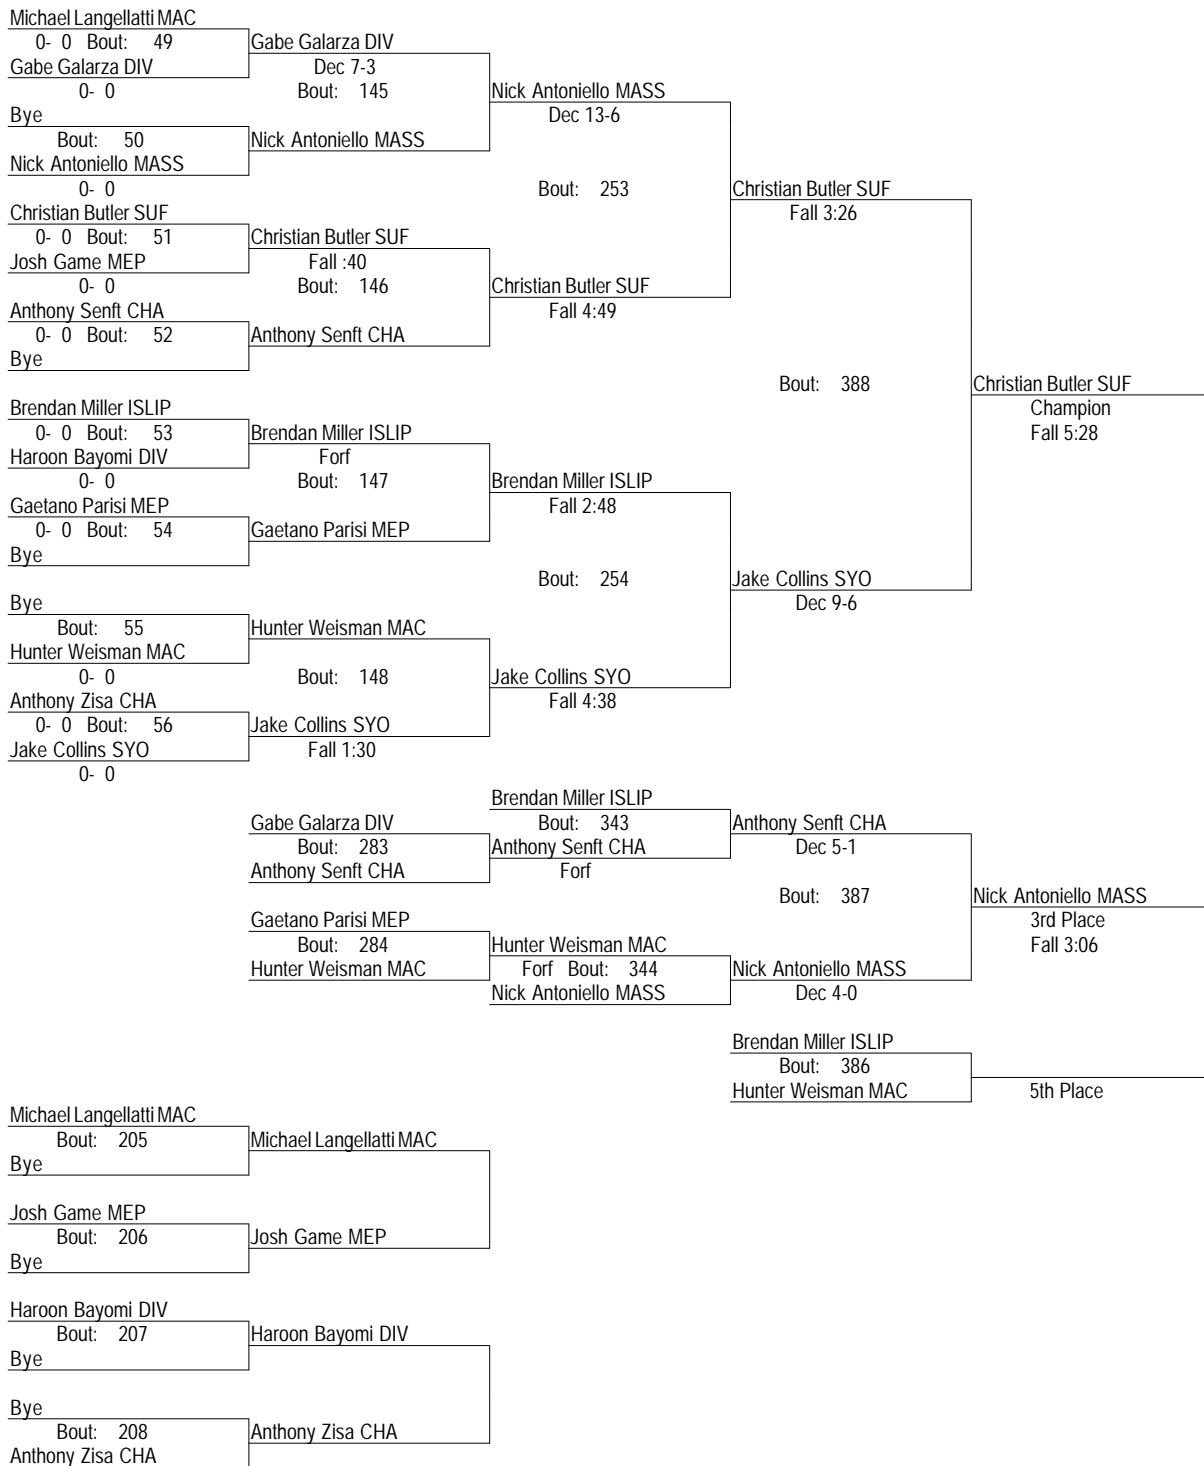 Michael Langellatti MAC
0- 0 Bout: 49
Gabe Galarza DIV
Gabe Galarza DIV
Dec 7-3
0- 0
Bout: 145
Nick Antoniello MASS
Bye
Dec 13-6
Bout: 50
Nick Antoniello MASS
Nick Antoniello MASS
0- 0
Bout: 253
Christian Butler SUF
Christian Butler SUF
Fall 3:26
0- 0 Bout: 51
Christian Butler SUF
Josh Game MEP
Fall :40
0- 0
Bout: 146
Christian Butler SUF
Anthony Senft CHA
Fall 4:49
0- 0 Bout: 52
Anthony Senft CHA
Bye
Bout: 388
Christian Butler SUF
Brendan Miller ISLIP
Champion
0- 0 Bout: 53
Brendan Miller ISLIP
Fall 5:28
Haroon Bayomi DIV
Forf
0- 0
Bout: 147
Brendan Miller ISLIP
Gaetano Parisi MEP
Fall 2:48
0- 0 Bout: 54
Gaetano Parisi MEP
Bye
Bout: 254
Jake Collins SYO
Bye
Dec 9-6
Bout: 55
Hunter Weisman MAC
Hunter Weisman MAC
0- 0
Bout: 148
Jake Collins SYO
Anthony Zisa CHA
Fall 4:38
0- 0 Bout: 56
Jake Collins SYO
Jake Collins SYO
Fall 1:30
0- 0
Brendan Miller ISLIP
Gabe Galarza DIV
Bout: 343
Anthony Senft CHA
Bout: 283
Anthony Senft CHA
Dec 5-1
Anthony Senft CHA
Forf
Bout: 387
Nick Antoniello MASS
Gaetano Parisi MEP
3rd Place
Bout: 284
Hunter Weisman MAC
Fall 3:06
Hunter Weisman MAC
Forf Bout: 344
Nick Antoniello MASS
Nick Antoniello MASS
Dec 4-0
Brendan Miller ISLIP
Bout: 386
Hunter Weisman MAC
5th Place
Michael Langellatti MAC
Bout: 205
Michael Langellatti MAC
Bye
Josh Game MEP
Bout: 206
Josh Game MEP
Bye
Haroon Bayomi DIV
Bout: 207
Haroon Bayomi DIV
Bye
Bye
Bout: 208
Anthony Zisa CHA
Anthony Zisa CHA